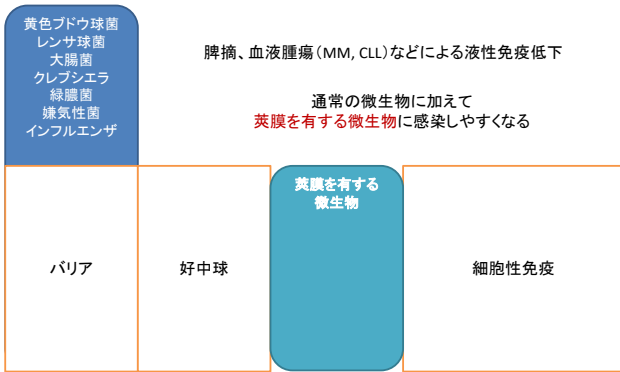 黄色ブドウ球菌
レンサ球菌
大腸菌
クレブシエラ
緑膿菌
嫌気性菌
インフルエンザ
脾摘、血液腫瘍(MM, CLL)などによる液性免疫低下
通常の微生物に加えて
莢膜を有する微生物に感染しやすくなる
莢膜を有する
微生物
バリア
好中球
細胞性免疫